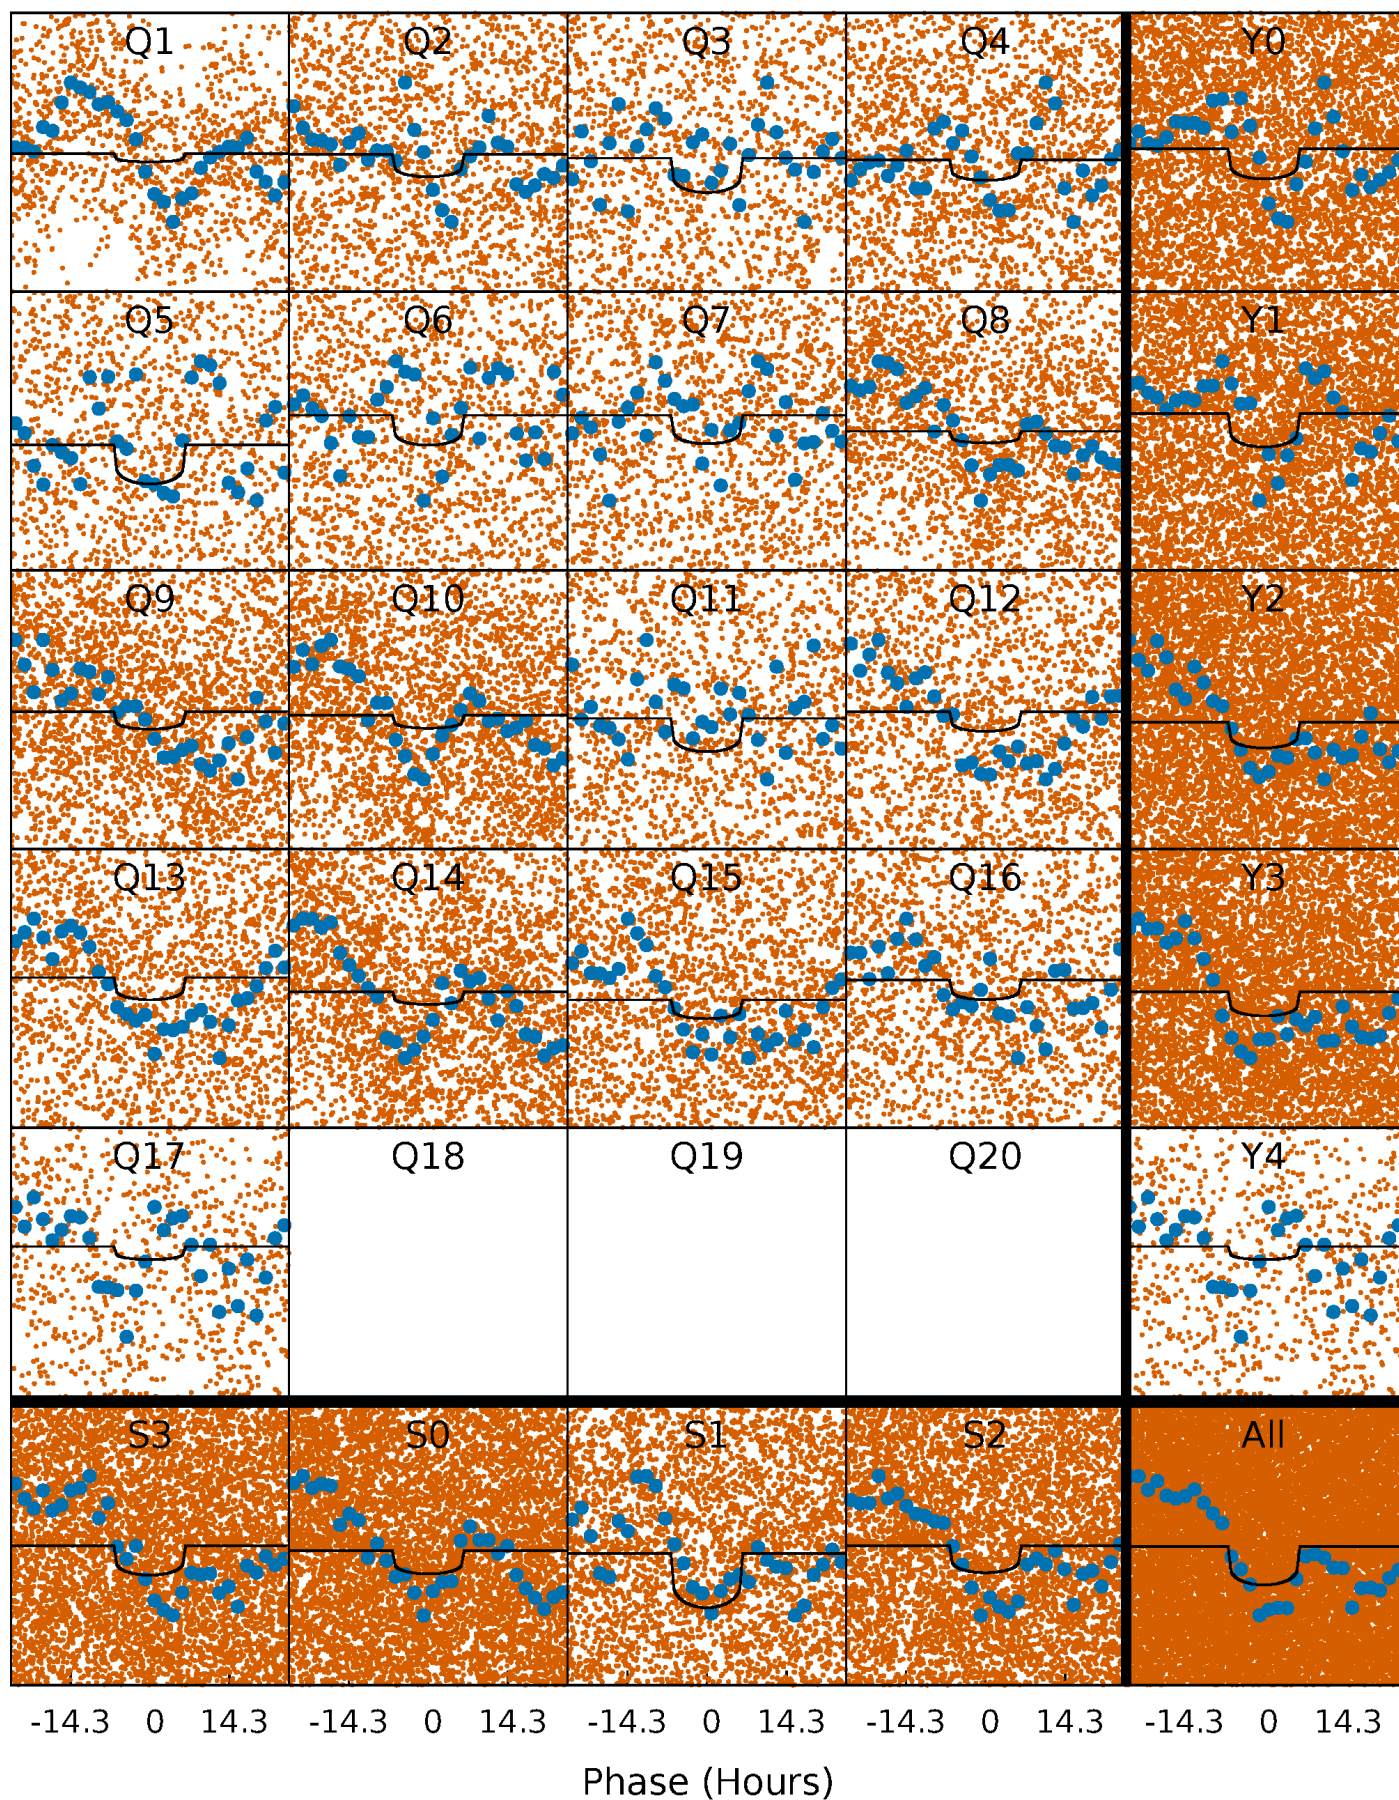 Q1 Q2 Q3 Q4 Y0
Q5 Q6 Q7 Q8 Y1
Q9 Q10 Q11 Q12 Y2
Q13 Q14 Q15 Q16 Y3
Q17 Q18 Q19 Q20 Y4
S3 S0 S1 S2 All
-14.3 0 14.3 -14.3 0 14.3 -14.3 0 14.3 -14.3 0 14.3 -14.3 0 14.3
Phase (Hours)